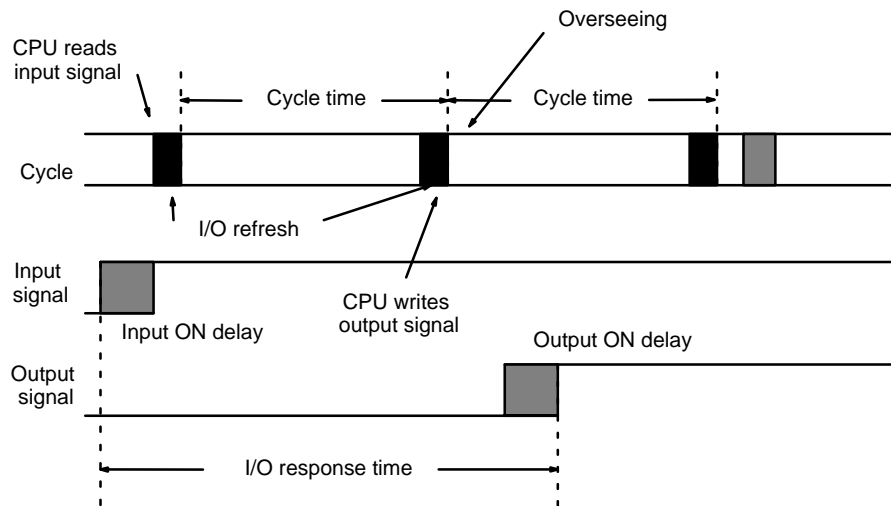 Overseeing
CPU reads
input signal
Cycle time
Cycle time
Cycle
I/O refresh
Input
signal
CPU writes
output signal
Input ON delay
Output ON delay
Output
signal
I/O response time